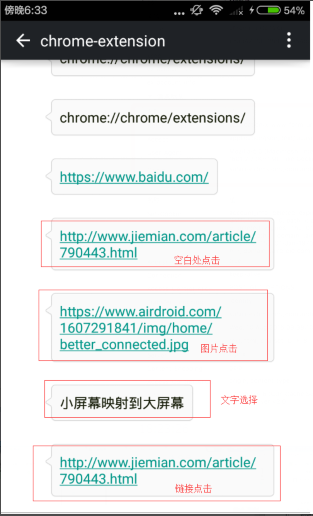 傍晚6:33
54%
chrome-extension
chrome://chrome/extensions/
chrome://chrome/extensions/
https://www.baidu.com/
http://www.jiemian.com/article/
790443.html
空白处点击
https://www.airdroid.com/
1607291841/img/home/
better_connected.jpg
图片点击
小屏幕映射到大屏幕
文字选择
http://www.jiemian.com/article/
790443.html
链接点击